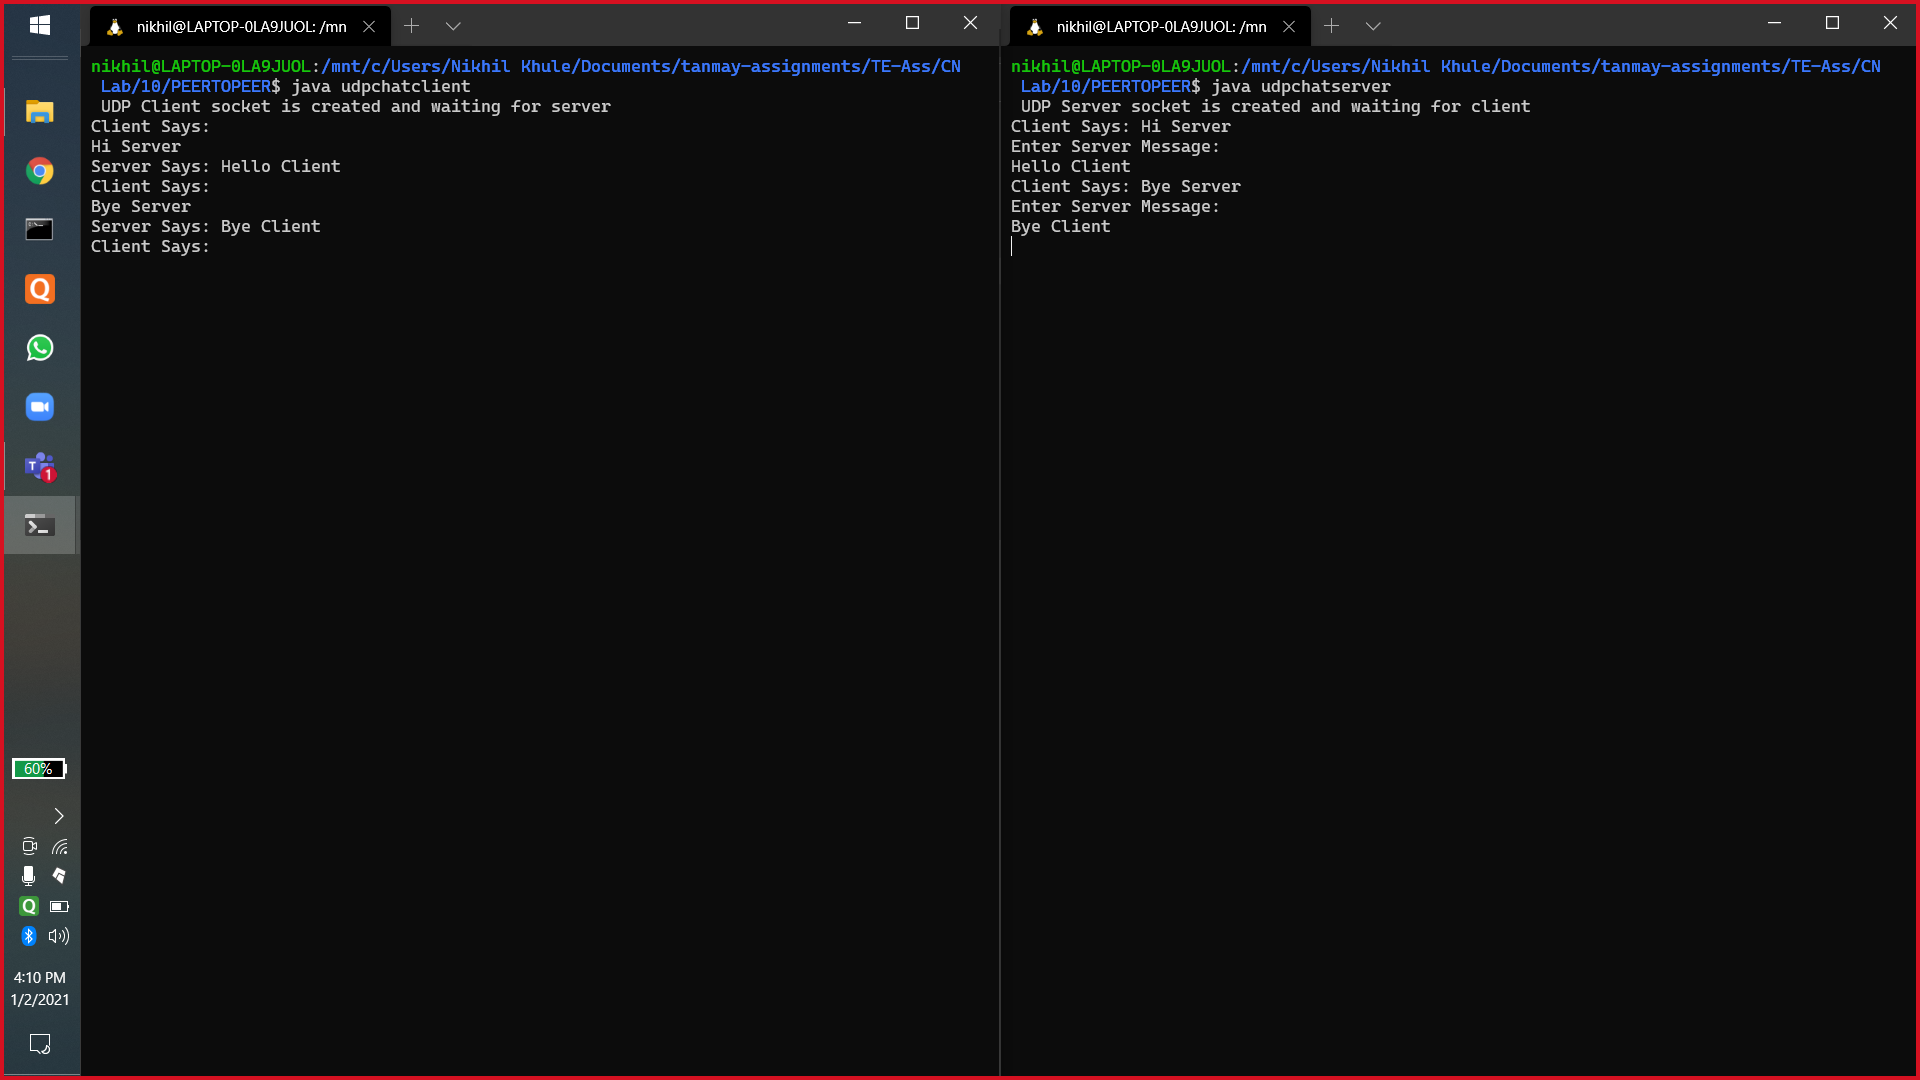 nikhil@LAPTOP-0LA9JUOL: /mn
nikhil@LAPTOP-0LA9JUOL:/mnt/c/Users/Nikhil Khule/Documents/tanmay-assignments/TE-Ass/CN
Lab/10/PEERTOPEER$ java udpchatclient
UDP Client socket is created and waiting for server
Client Says:
Hi Server
Server Says: Hello Client
Client Says:
Bye Server
Server Says: Bye Client
Client Says:
nikhil@LAPTOP-0LA9JUOL: /mn
nikhil@LAPTOP-0LA9JUOL:/mnt/c/Users/Nikhil Khule/Documents/tanmay-assignments/TE-Ass/CN
Lab/10/PEERTOPEER$ java udpchatserver
UDP Server socket is created and waiting for client
Client Says: Hi Server
Enter Server Message:
Hello Client
Client Says: Bye Server
Enter Server Message:
Bye Client
Q
T 1
60%
Q
4:10 PM
1/2/2021